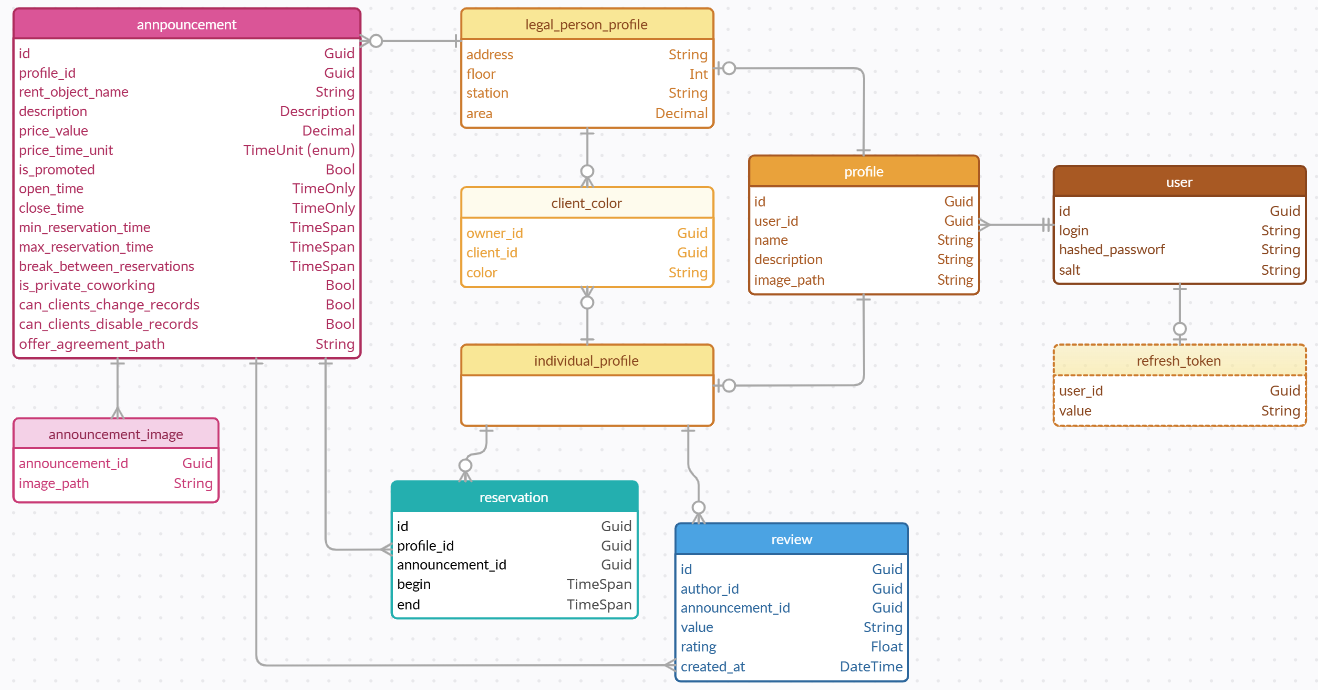 annpouncement
id Guid
profile_id Guid
rent_object_name String
description Description
price_value Decimal
price_time_unit TimeUnit (enum)
is_promoted Bool
open_time TimeOnly
close_time TimeOnly
min_reservation_time TimeSpan
max_reservation_time TimeSpan
break_between_reservations TimeSpan
is_private_coworking Bool
can_clients_change_records Bool
can_clients_disable_records Bool
offer_agreement_path String
announcement_image
announcement_id Guid
image_path String
legal_person_profile
address String
floor Int
station String
area Decimal
client_color
owner_id Guid
client_id Guid
color String
individual_profile
reservation
id Guid
profile_id Guid
announcement_id Guid
begin TimeSpan
end TimeSpan
profile
id Guid
user_id Guid
name String
description String
image_path String
review
id Guid
author_id Guid
announcement_id Guid
value String
rating Float
created_at DateTime
user
id Guid
login String
hashed_passworf String
salt String
refresh_token
user_id Guid
value String